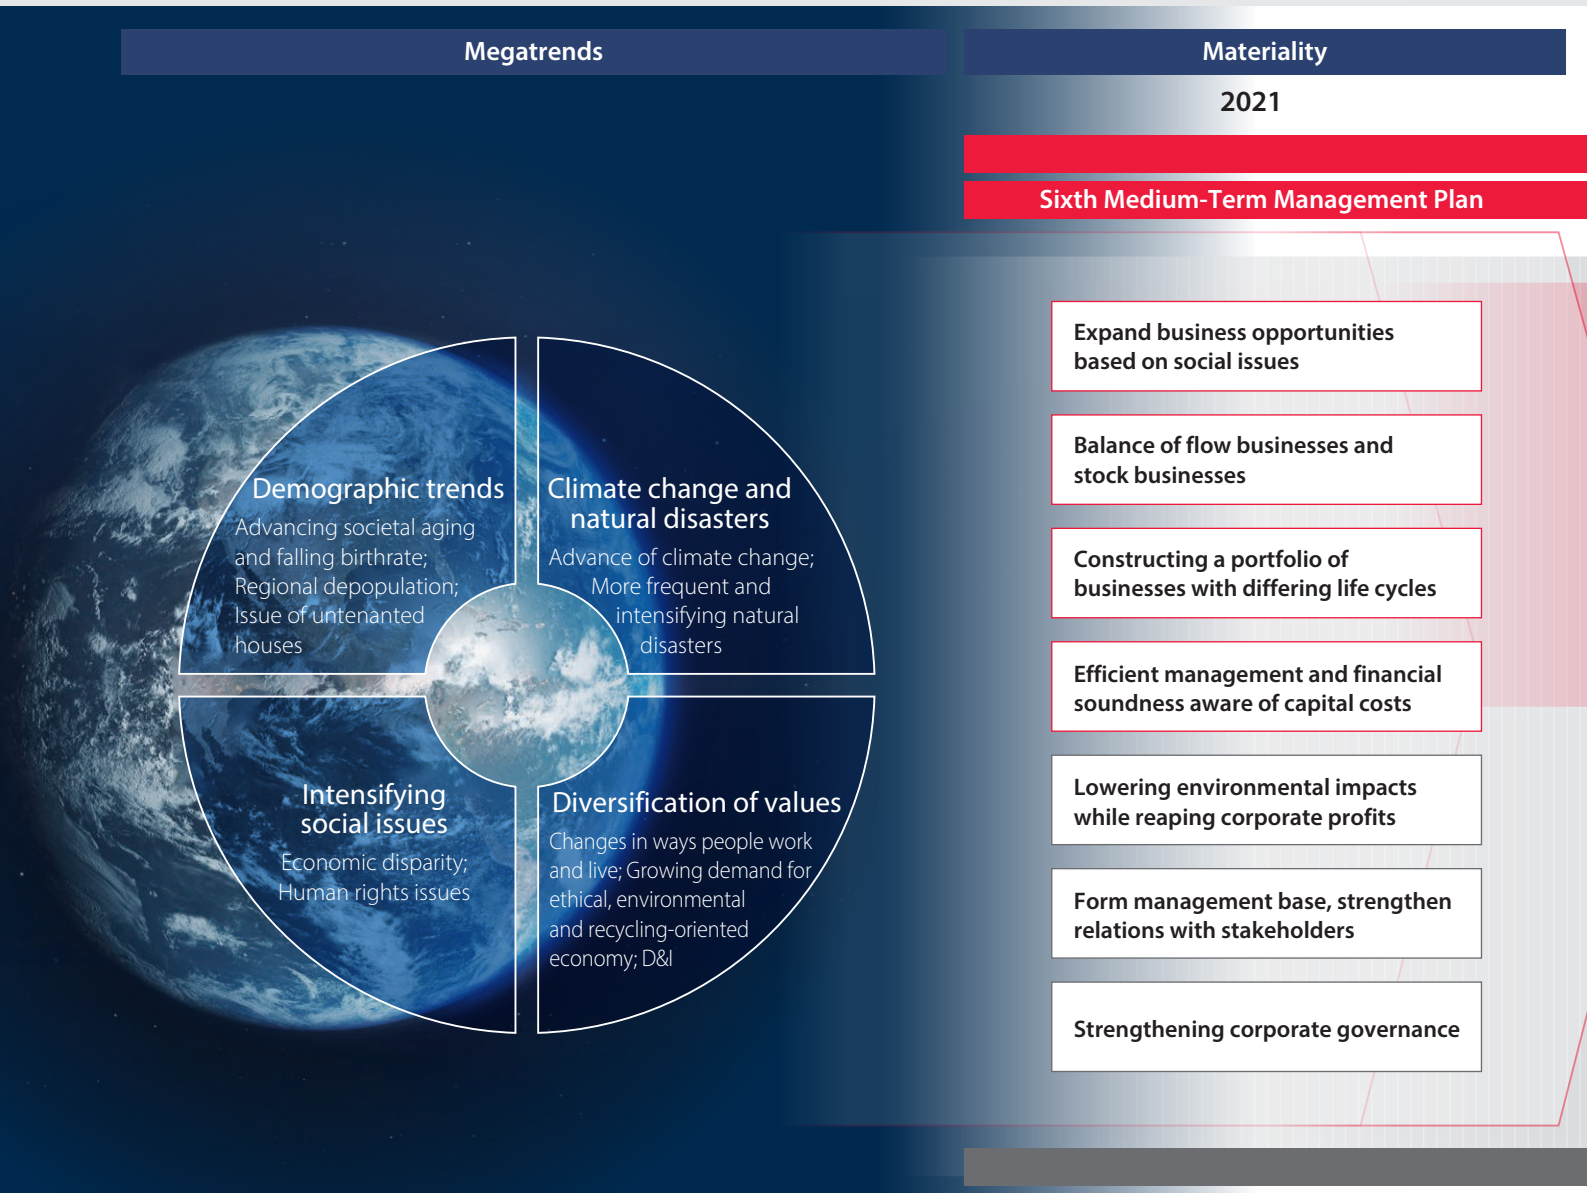 Megatrends
Materiality
2021
Sixth Medium-Term Management Plan
Demographic trends
Advancing societal aging
and falling birthrate;
Regional depopulation;
Issue of untenanted
houses
Climate change and
natural disasters
Advance of climate change;
More frequent and
intensifying natural
disasters
Intensifying
social issues
Economic disparity;
Human rights issues
Diversification of values
Changes in ways people work
and live; Growing demand for
ethical, environmental
and recycling-oriented
economy; D&I
Expand business opportunities
based on social issues
Balance of flow businesses and
stock businesses
Constructing a portfolio of
businesses with differing life cycles
Efficient management and financial
soundness aware of capital costs
Lowering environmental impacts
while reaping corporate profits
Form management base, strengthen
relations with stakeholders
Strengthening corporate governance